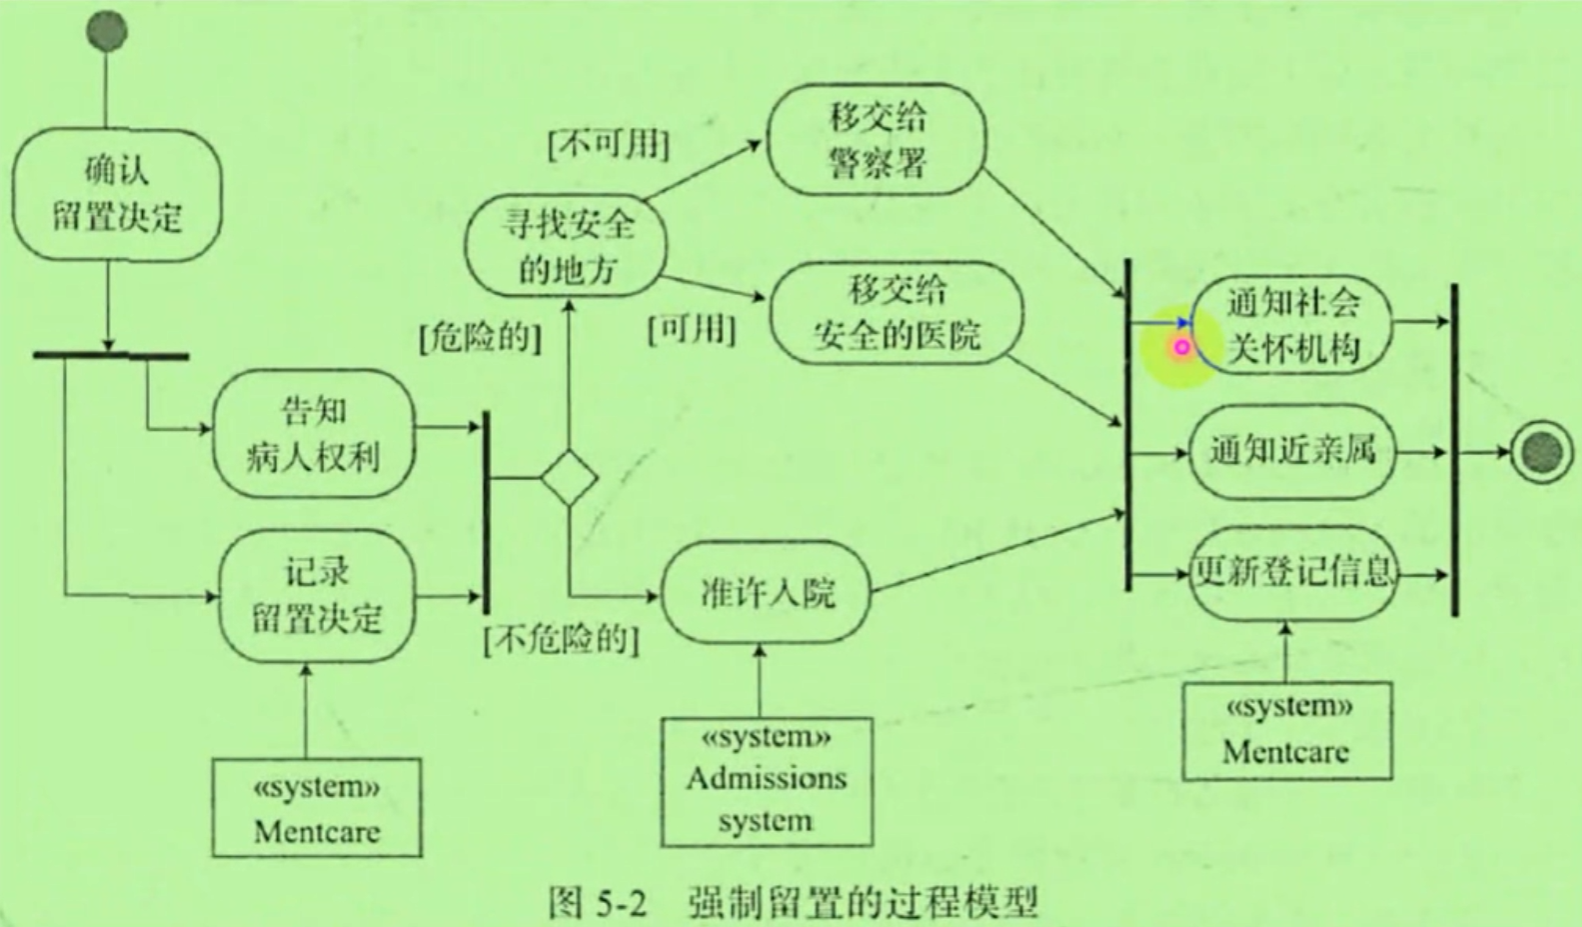 确认
留置决定
告知
病人权利
记录
留置决定
«system»
Mentcare
[危险的]
[不危险的]
寻找安全
的地方
[不可用]
[可用]
移交给
警察署
移交给
安全的医院
准许入院
«system»
Admissions
system
通知社会
关怀机构
通知近亲属
更新登记信息
«system»
Mentcare
图 5-2 强制留置的过程模型